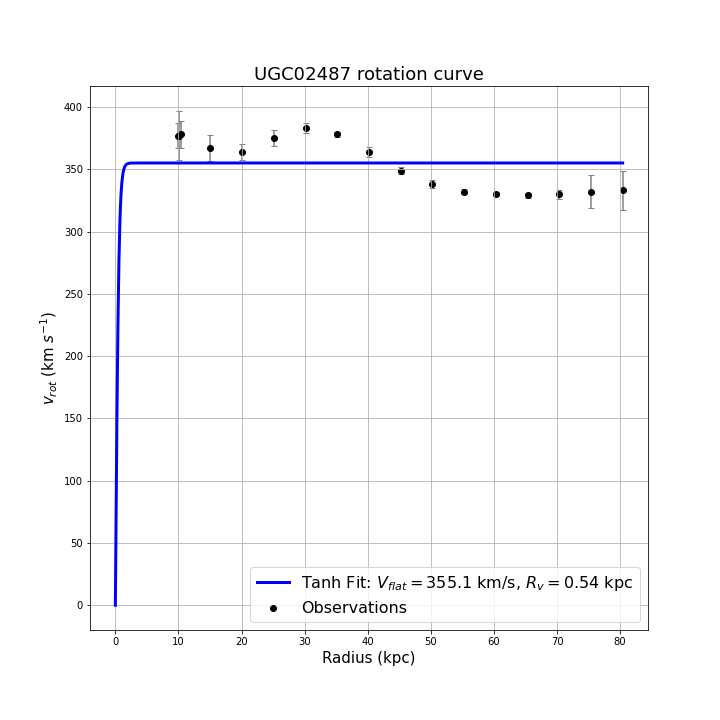 UGC02487 rotation curve
400
350
300
250
200
150
100
50
0
v_rot (km s⁻¹)
0 10 20 30 40 50 60 70 80
Radius (kpc)
Tanh Fit: V_flat = 355.1 km/s, R_v = 0.54 kpc
Observations